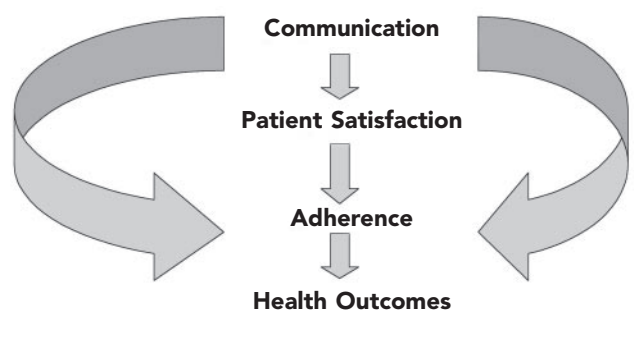 Communication
Patient Satisfaction
Adherence
Health Outcomes